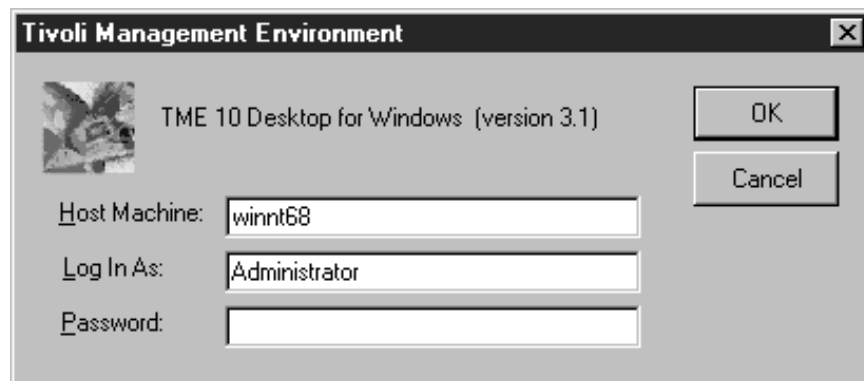 Tivoli Management Environment
TME 10 Desktop for Windows (version 3.1)
OK
Cancel
Host Machine: winnt68
Log In As: Administrator
Password: